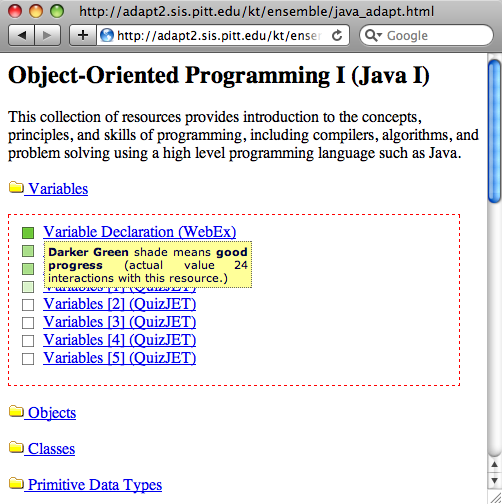 http://adapt2.sis.pitt.edu/kt/ensemble/java_adapt.html
http://adapt2.sis.pitt.edu/kt/ense
Google
Object-Oriented Programming I (Java I)
This collection of resources provides introduction to the concepts,
principles, and skills of programming, including compilers, algorithms, and
problem solving using a high level programming language such as Java.
Variables
Variable Declaration (WebEx)
Darker Green shade means good
progress (actual value 24
interactions with this resource.)
Variables [1] (QuizJET)
Variables [2] (QuizJET)
Variables [3] (QuizJET)
Variables [4] (QuizJET)
Variables [5] (QuizJET)
Objects
Classes
Primitive Data Types